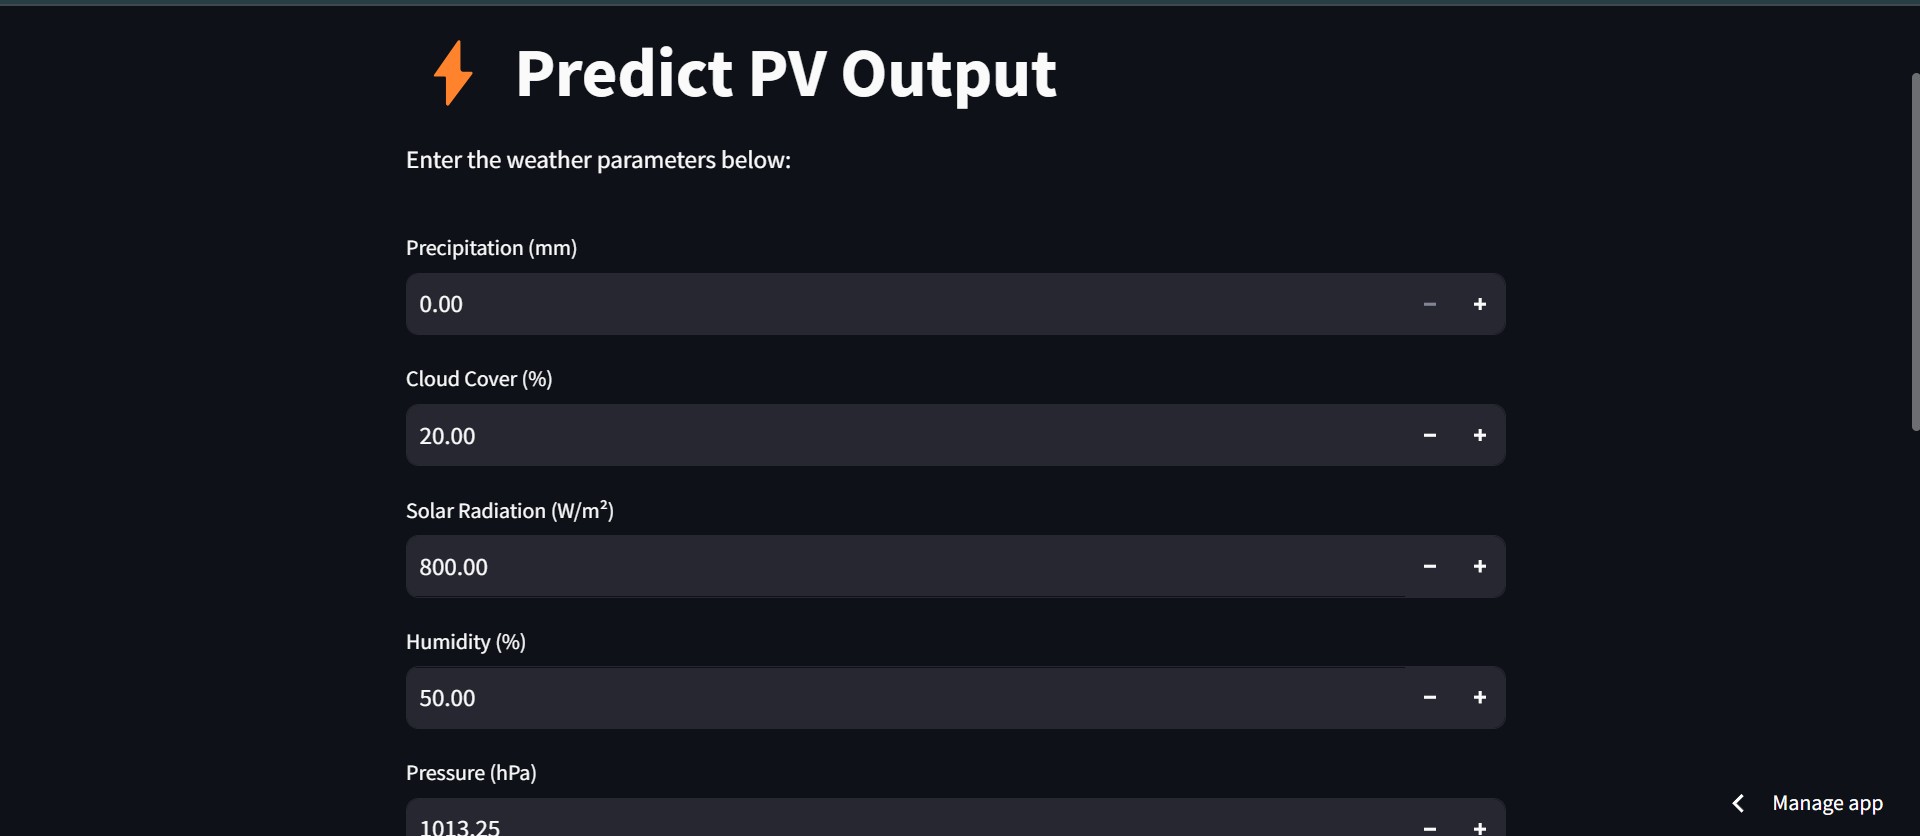 Predict PV Output
Enter the weather parameters below:
Precipitation (mm)
0.00
Cloud Cover (%)
20.00
Solar Radiation (W/m²)
800.00
Humidity (%)
50.00
Pressure (hPa)
1013.25
Manage app